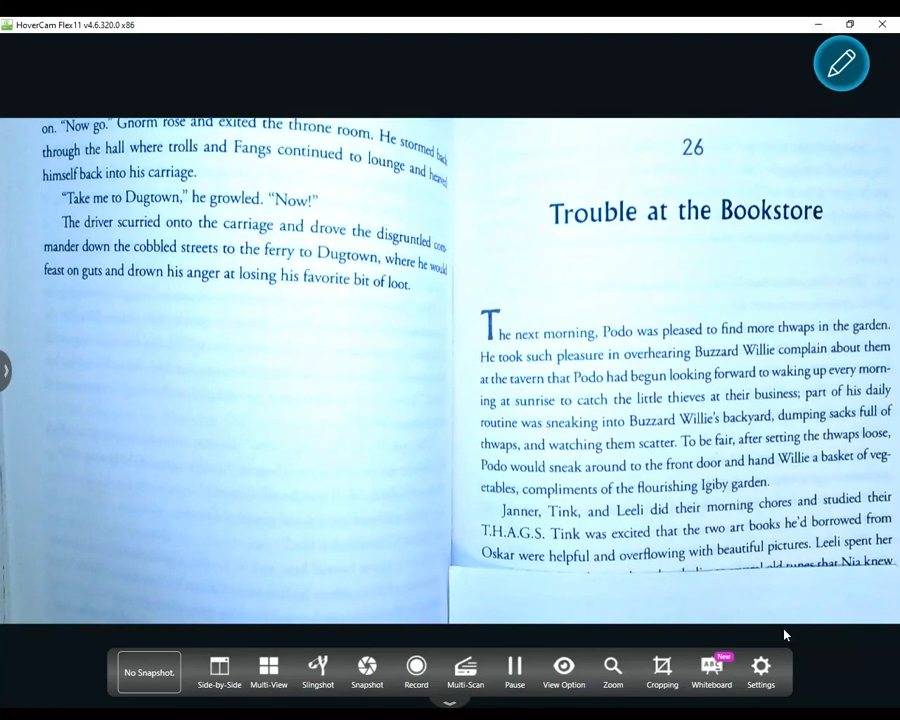 HoverCam Flex11 v4.6.320.0 x86
on. "Now go." Gnorm rose and exited the throne room. He stormed back
through the hall where trolls and Fangs continued to lounge and heaved
himself back into his carriage.
"Take me to Dugtown," he growled. "Now!"
The driver scurried onto the carriage and drove the disgruntled com-
mander down the cobbled streets to the ferry to Dugtown, where he would
feast on guts and drown his anger at losing his favorite bit of loot.
26
Trouble at the Bookstore
The next morning, Podo was pleased to find more thwaps in the garden.
He took such pleasure in overhearing Buzzard Willie complain about them
at the tavern that Podo had begun looking forward to waking up every morn-
ing at sunrise to catch the little thieves at their business; part of his daily
routine was sneaking into Buzzard Willie's backyard, dumping sacks full of
thwaps, and watching them scatter. To be fair, after setting the thwaps loose,
Podo would sneak around to the front door and hand Willie a basket of veg-
etables, compliments of the flourishing Igiby garden.
Janner, Tink, and Leeli did their morning chores and studied their
T.H.A.G.S. Tink was excited that the two art books he'd borrowed from
Oskar were helpful and overflowing with beautiful pictures. Leeli spent her
old runes that Nia knew
No Snapshot.
Side-by-Side
Multi-View
Slingshot
Snapshot
Record
Multi-Scan
Pause
View Option
Zoom
Cropping
ABC
New
Whiteboard
Settings